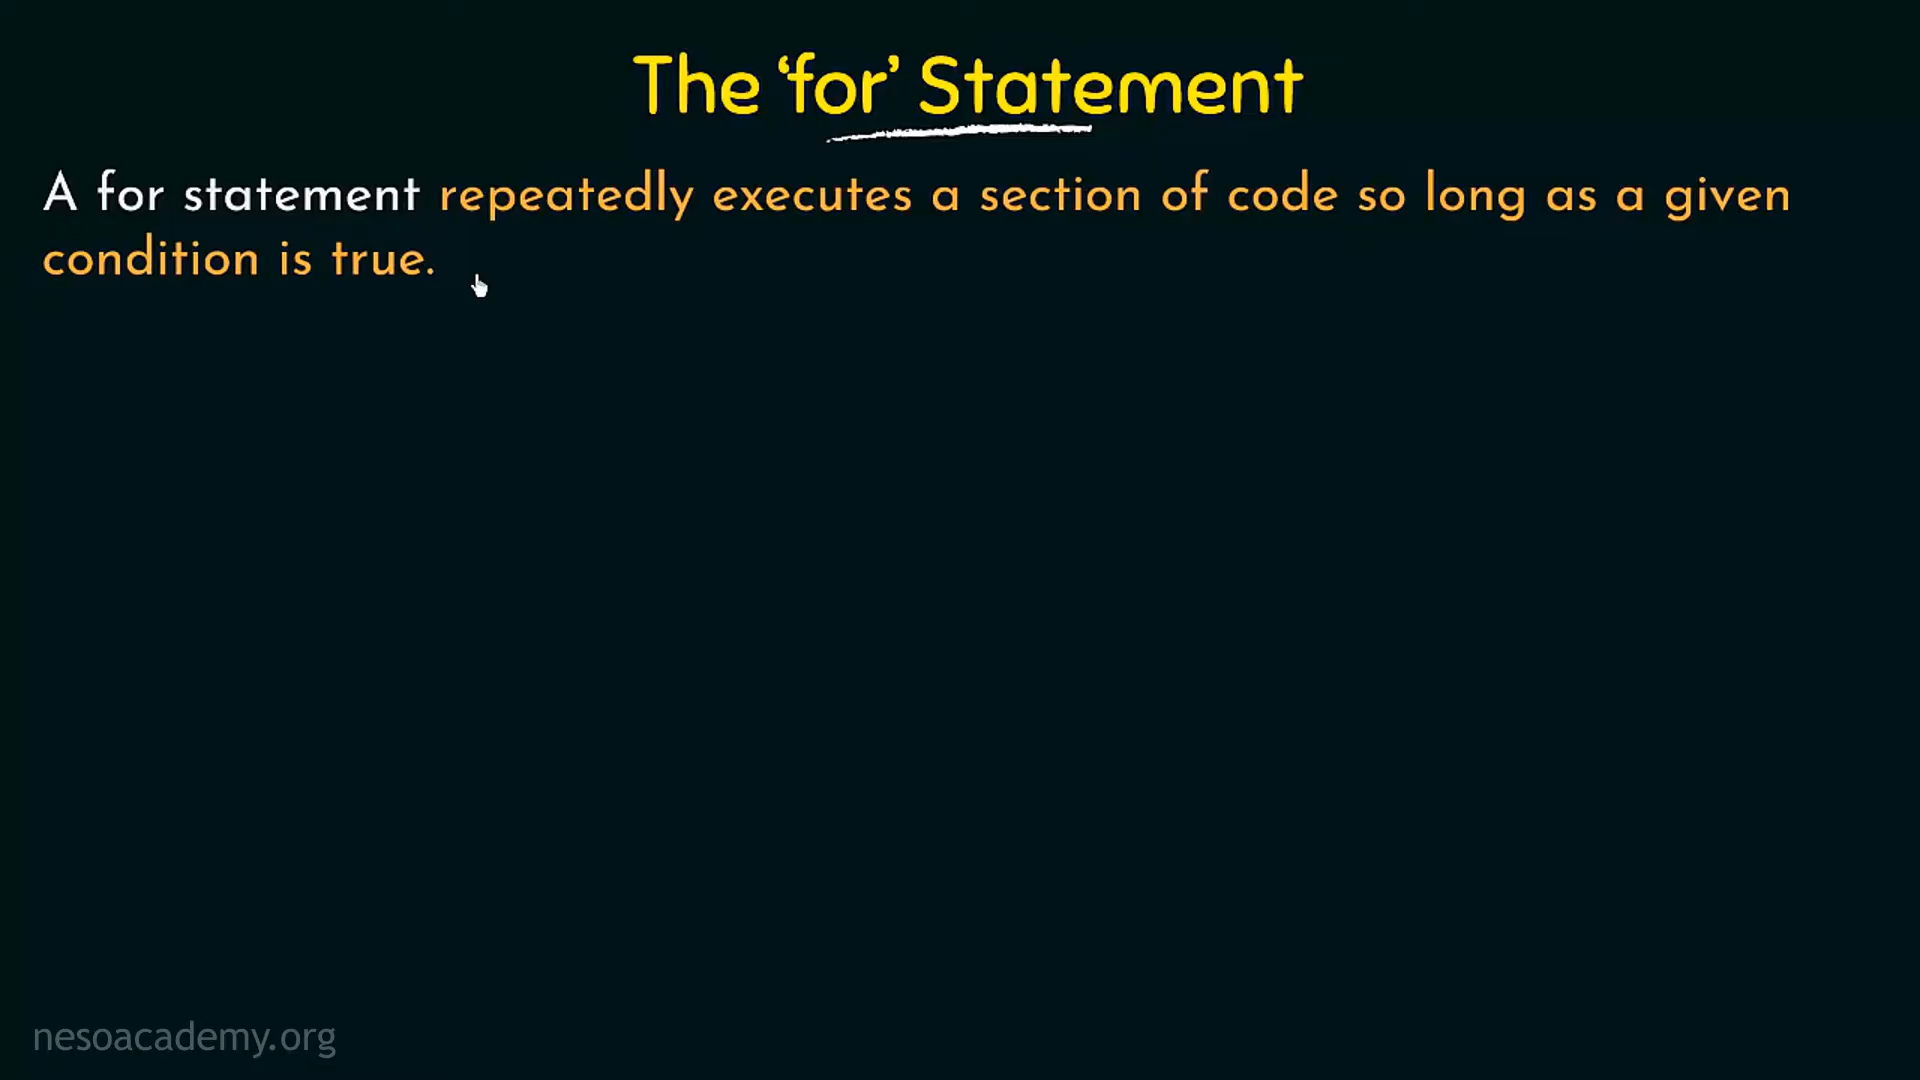 The ‘for’ Statement
A for statement repeatedly executes a section of code so long as a given
condition is true.
nesoacademy.org